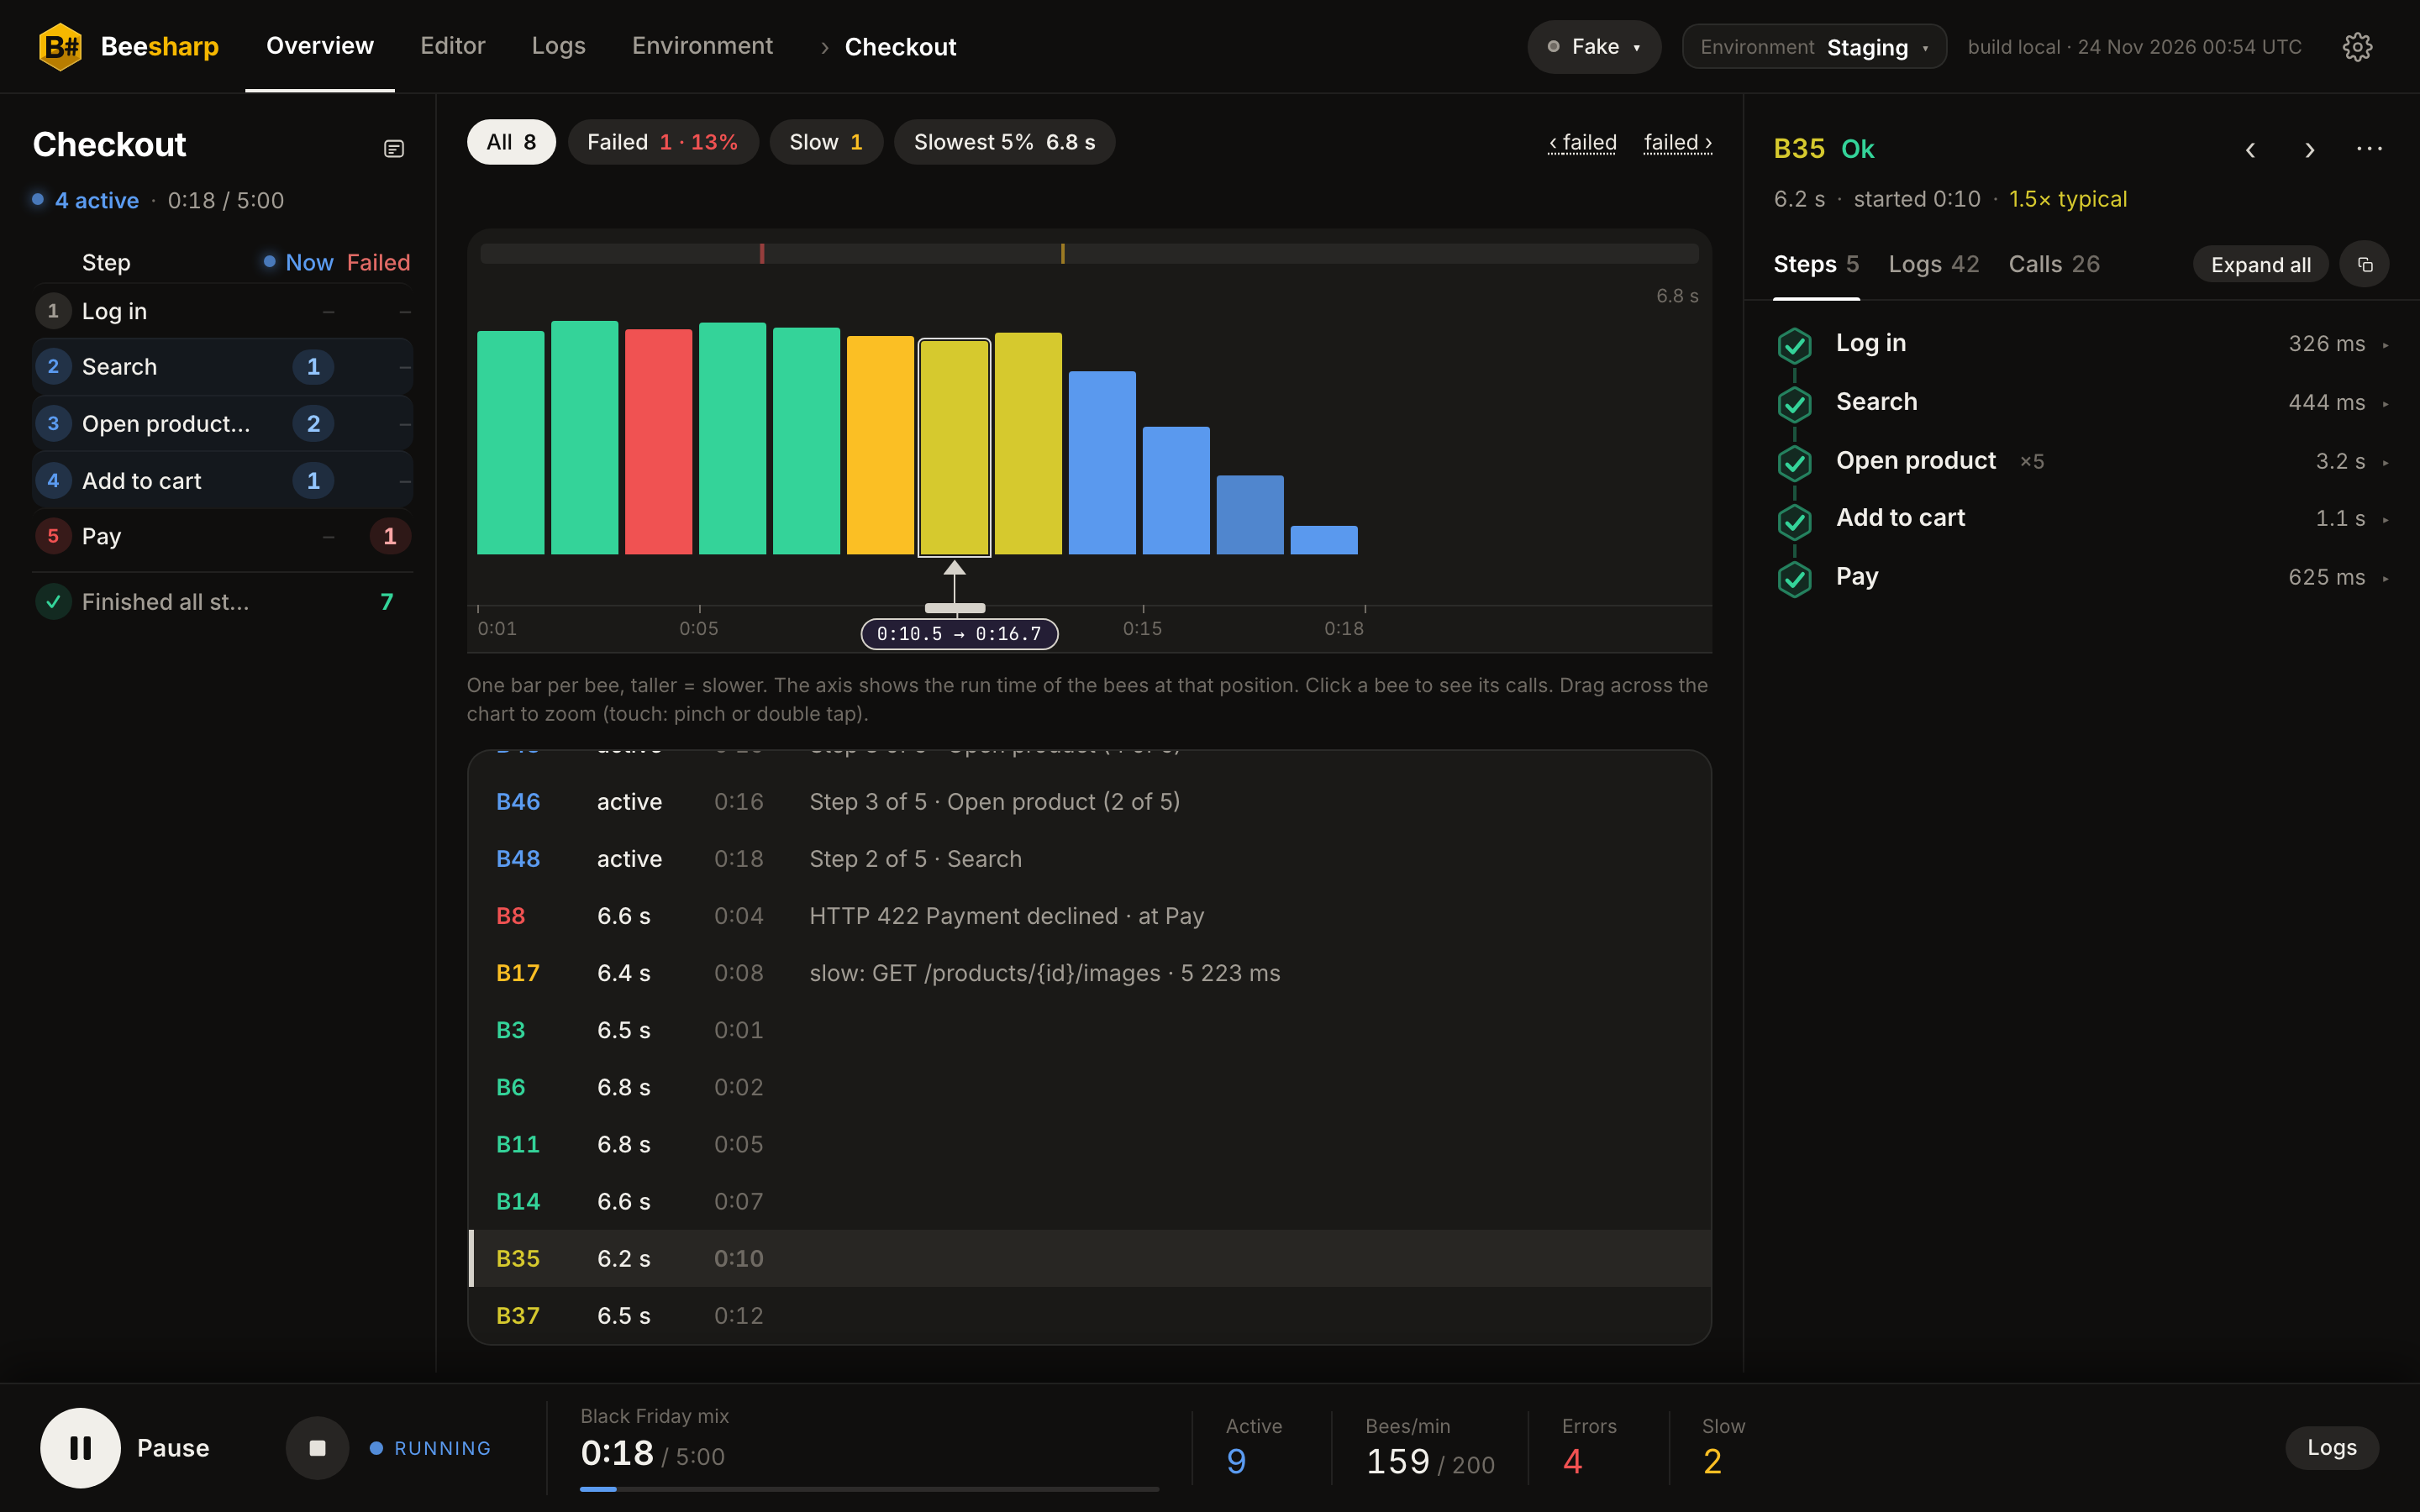 B# Beesharp Overview Editor Logs Environment › Checkout Fake ▾ Environment Staging ▾ build local · 24 Nov 2026 00:54 UTC
Checkout
4 active · 0:18 / 5:00
Step Now Failed
1 Log in – –
2 Search 1 –
3 Open product… 2 –
4 Add to cart 1 –
5 Pay – 1
Finished all st… 7
All 8 Failed 1 · 13% Slow 1 Slowest 5% 6.8 s ‹ failed failed ›
6.8 s
0:01 0:05 0:10.5 → 0:16.7 0:15 0:18
One bar per bee, taller = slower. The axis shows the run time of the bees at that position. Click a bee to see its calls. Drag across the
chart to zoom (touch: pinch or double tap).
B46 active 0:16 Step 3 of 5 · Open product (2 of 5)
B48 active 0:18 Step 2 of 5 · Search
B8 6.6 s 0:04 HTTP 422 Payment declined · at Pay
B17 6.4 s 0:08 slow: GET /products/{id}/images · 5 223 ms
B3 6.5 s 0:01
B6 6.8 s 0:02
B11 6.8 s 0:05
B14 6.6 s 0:07
B35 6.2 s 0:10
B37 6.5 s 0:12
B35 Ok ‹ › ···
6.2 s · started 0:10 · 1.5× typical
Steps 5 Logs 42 Calls 26 Expand all
Log in 326 ms ▸
Search 444 ms ▸
Open product ×5 3.2 s ▸
Add to cart 1.1 s ▸
Pay 625 ms ▸
Pause RUNNING
Black Friday mix
0:18 / 5:00
Active
9
Bees/min
159 / 200
Errors
4
Slow
2
Logs